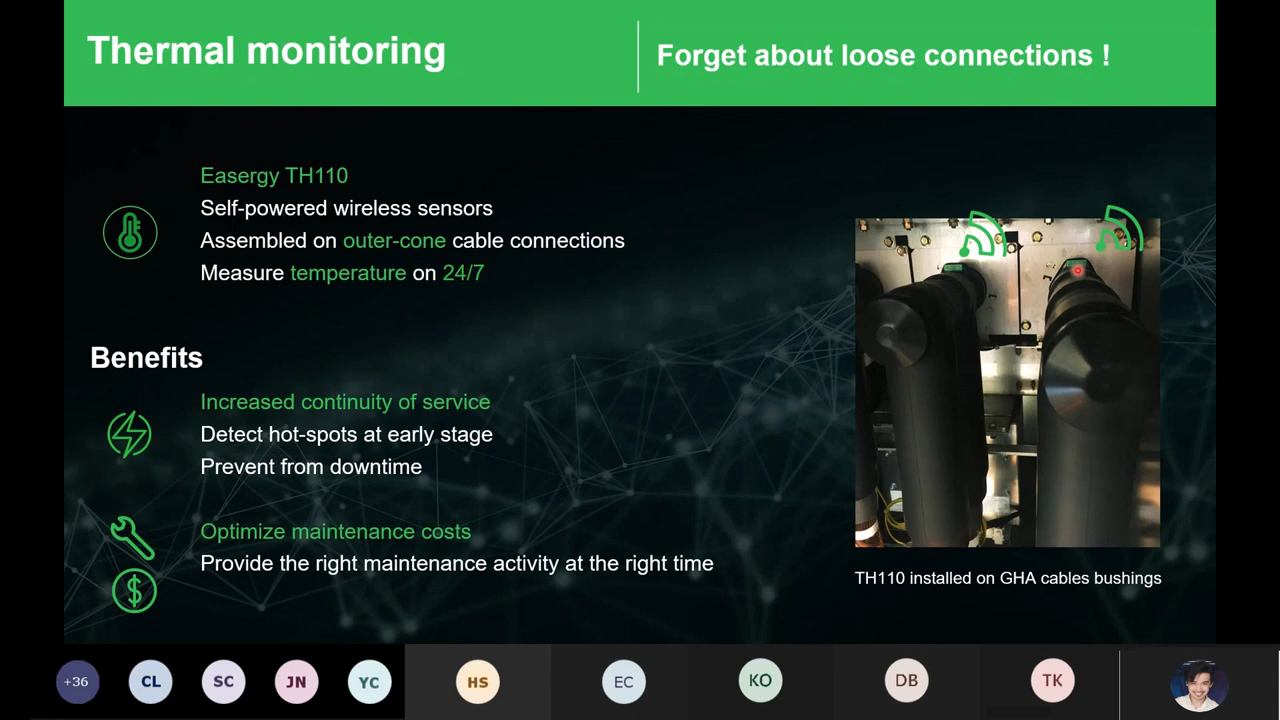 Thermal monitoring
Forget about loose connections !
Easergy TH110
Self-powered wireless sensors
Assembled on outer-cone cable connections
Measure temperature on 24/7
Benefits
Increased continuity of service
Detect hot-spots at early stage
Prevent from downtime
Optimize maintenance costs
Provide the right maintenance activity at the right time
TH110 installed on GHA cables bushings
+36
CL
SC
JN
YC
HS
EC
KO
DB
TK